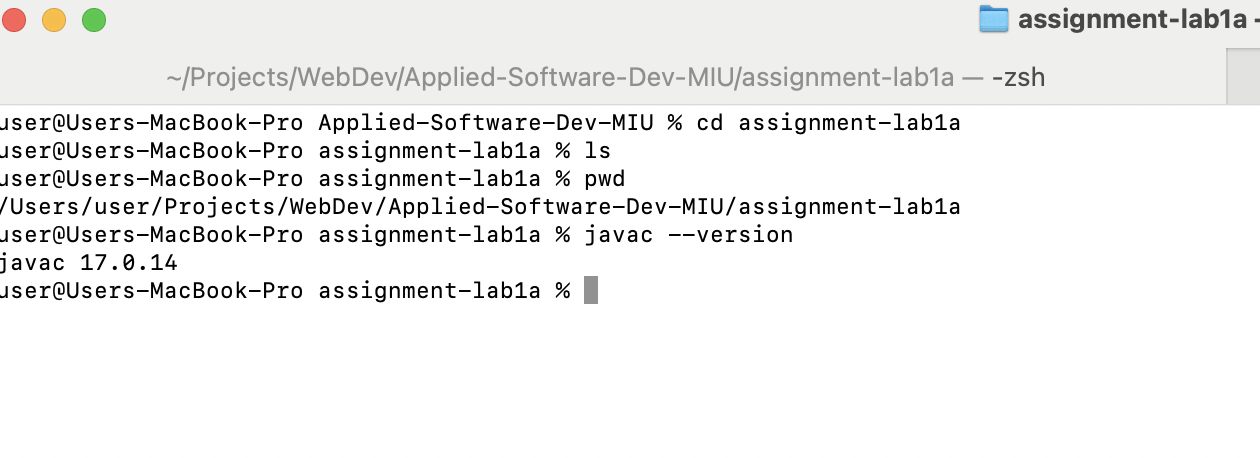 assignment-lab1a -
~/Projects/WebDev/Applied-Software-Dev-MIU/assignment-lab1a — -zsh
user@Users-MacBook-Pro Applied-Software-Dev-MIU % cd assignment-lab1a
user@Users-MacBook-Pro assignment-lab1a % ls
user@Users-MacBook-Pro assignment-lab1a % pwd
/Users/user/Projects/WebDev/Applied-Software-Dev-MIU/assignment-lab1a
user@Users-MacBook-Pro assignment-lab1a % javac --version
javac 17.0.14
user@Users-MacBook-Pro assignment-lab1a %